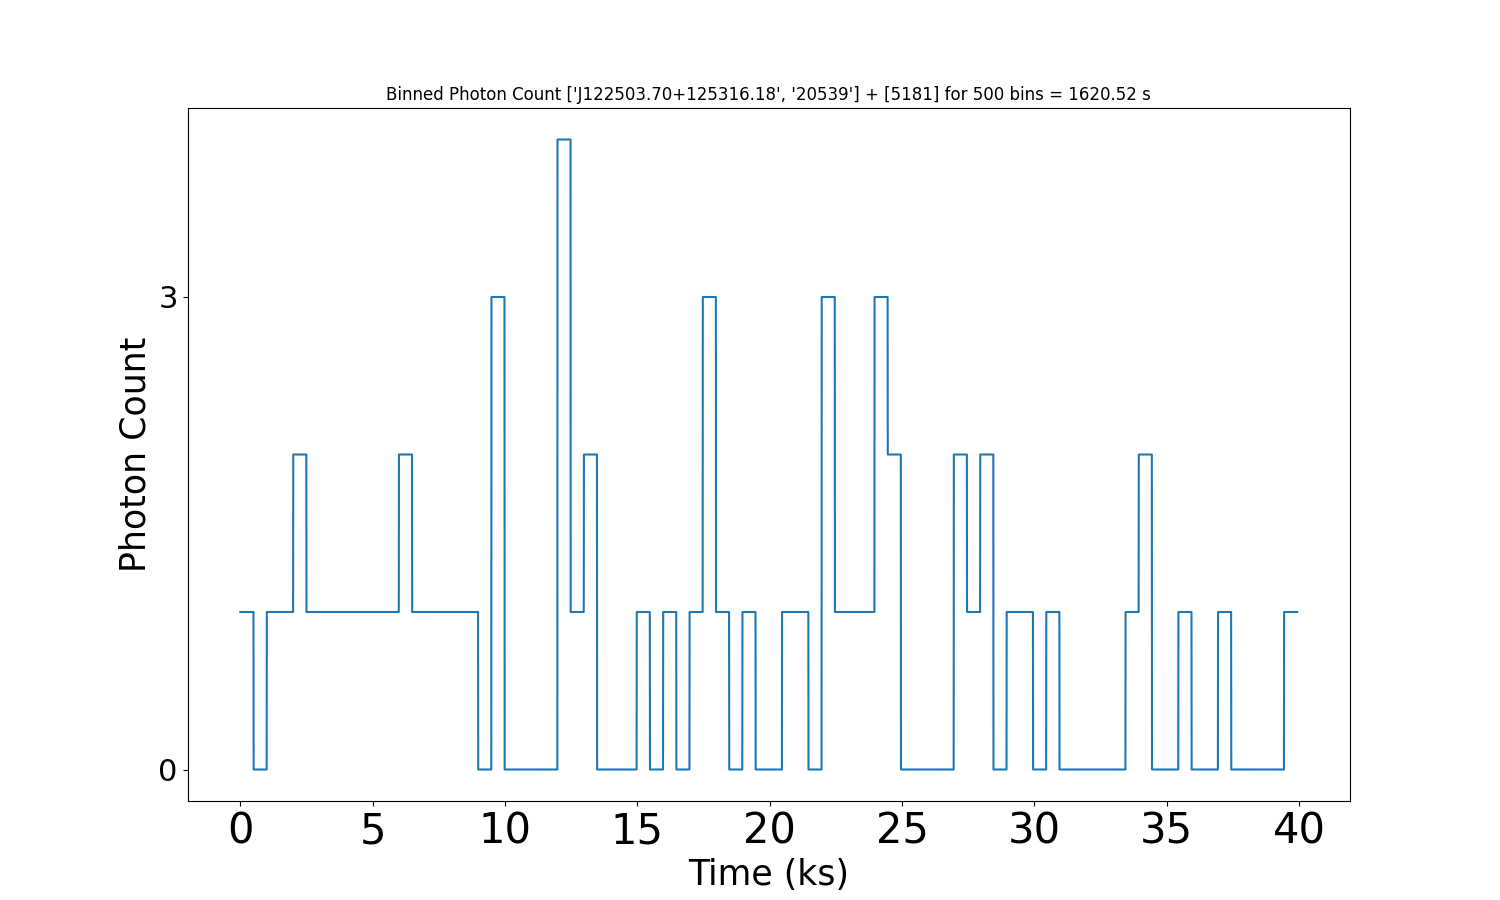 Binned Photon Count ['J122503.70+125316.18', '20539'] + [5181] for 500 bins = 1620.52 s
3
0
Photon Count
0 5 10 15 20 25 30 35 40
Time (ks)